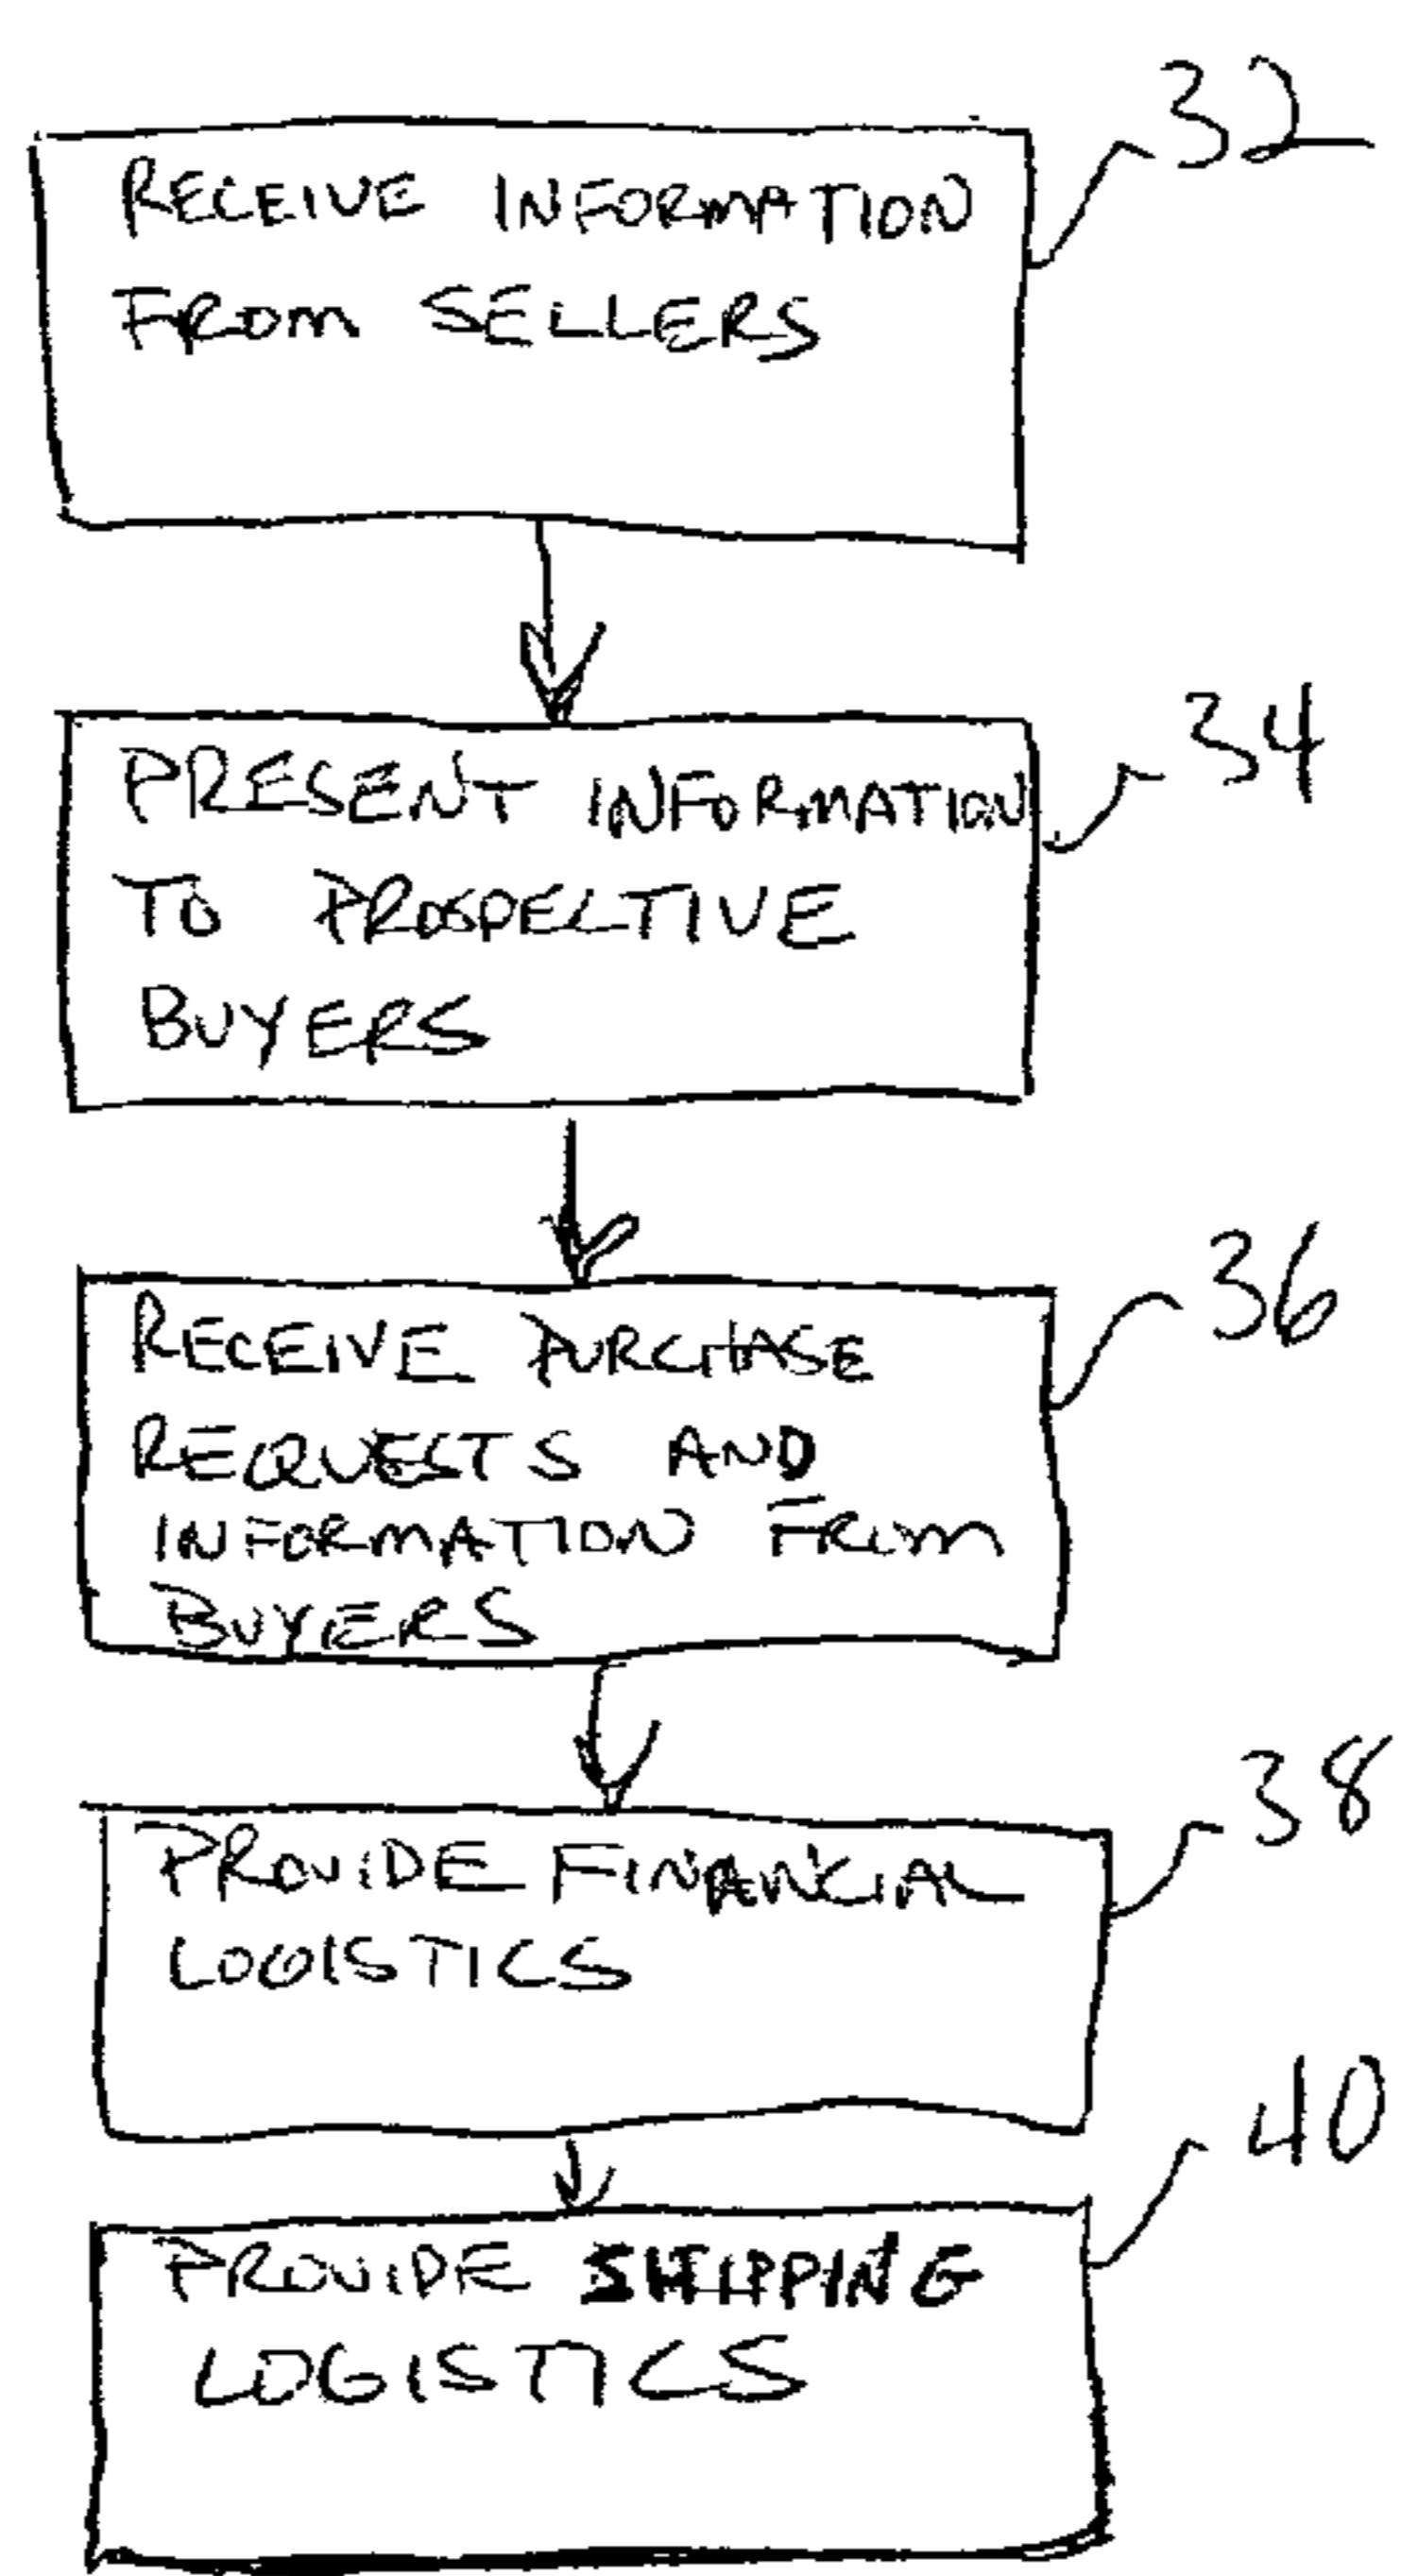 RECEIVE INFORMATION
FROM SELLERS
32
PRESENT INFORMATION
TO PROSPECTIVE
BUYERS
34
RECEIVE PURCHASE
REQUESTS AND
INFORMATION FROM
BUYERS
36
PROVIDE FINANCIAL
LOGISTICS
38
PROVIDE SHIPPING
LOGISTICS
40